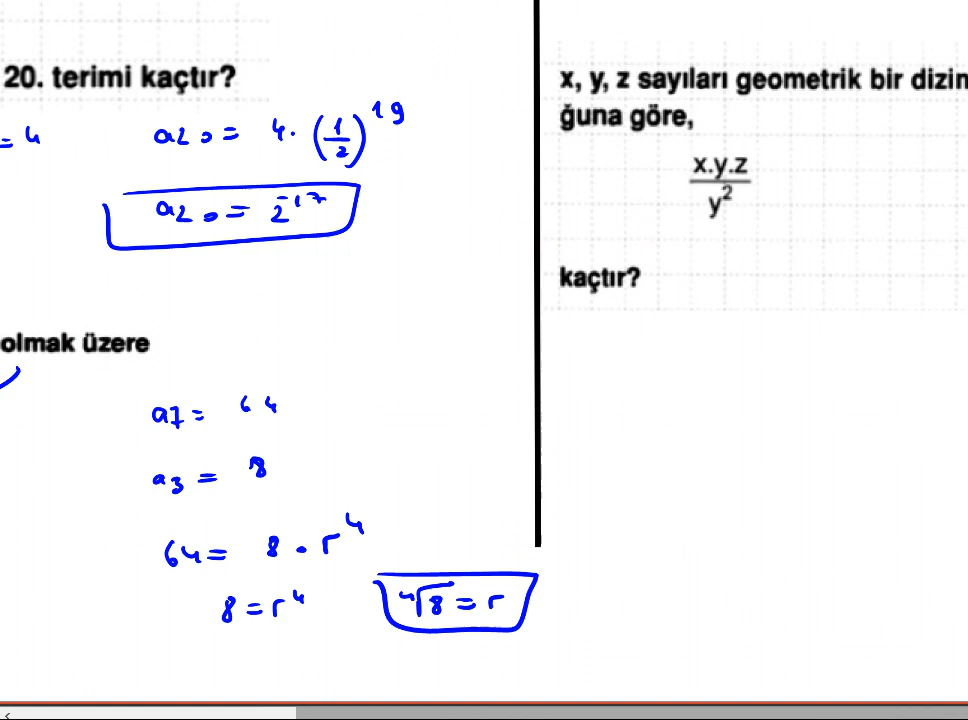 20. terimi kaçtır?
= 4
a20 = 4 . (1/2)^19
a20 = 2^-17
olmak üzere
a7 = 64
a3 = 8
64 = 8 . r^4
8 = r^4
⁴√8 = r
x, y, z sayıları geometrik bir dizin
ğuna göre,
x.y.z
y²
kaçtır?